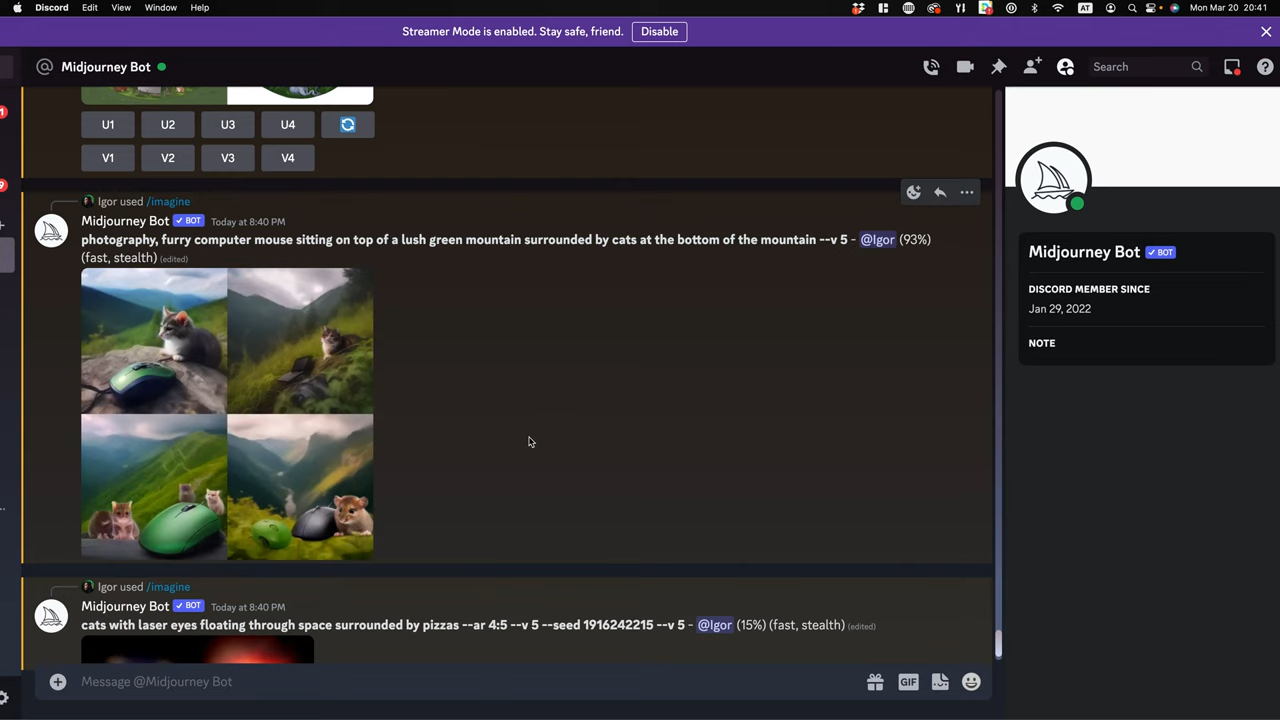 Discord Edit View Window Help AT Mon Mar 20 20:41
Streamer Mode is enabled. Stay safe, friend. Disable
@ Midjourney Bot Search
U1 U2 U3 U4
V1 V2 V3 V4
Igor used /imagine
Midjourney Bot BOT Today at 8:40 PM
photography, furry computer mouse sitting on top of a lush green mountain surrounded by cats at the bottom of the mountain --v 5 - @Igor (93%)
(fast, stealth) (edited)
Igor used /imagine
Midjourney Bot BOT Today at 8:40 PM
cats with laser eyes floating through space surrounded by pizzas --ar 4:5 --v 5 --seed 1916242215 --v 5 - @Igor (15%) (fast, stealth) (edited)
Message @Midjourney Bot GIF
Midjourney Bot BOT
DISCORD MEMBER SINCE
Jan 29, 2022
NOTE
1
9